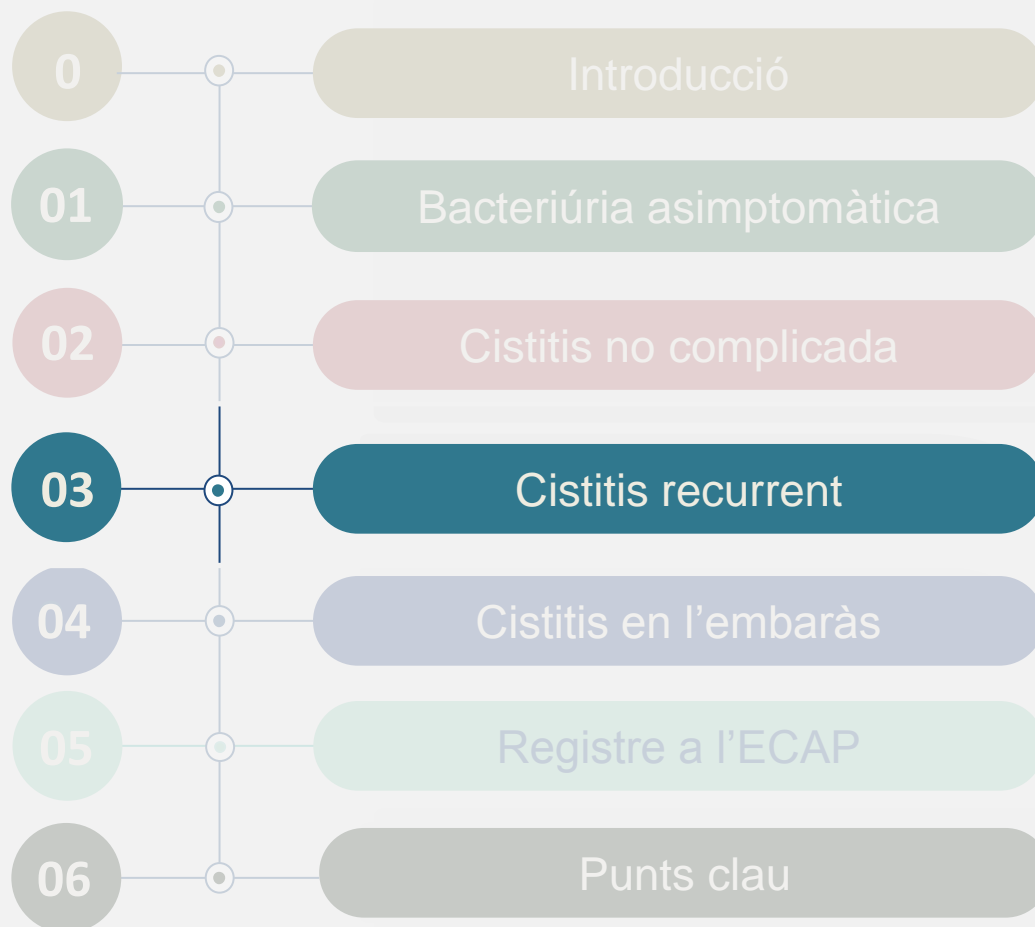 0 Introducció
01 Bacteriúria asimptomàtica
02 Cistitis no complicada
03 Cistitis recurrent
04 Cistitis en l’embaràs
05 Registre a l’ECAP
06 Punts clau